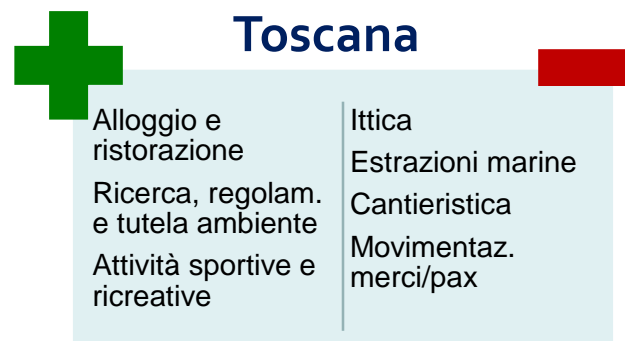 Toscana
Alloggio e
ristorazione
Ricerca, regolam.
e tutela ambiente
Attività sportive e
ricreative
Ittica
Estrazioni marine
Cantieristica
Movimentaz.
merci/pax